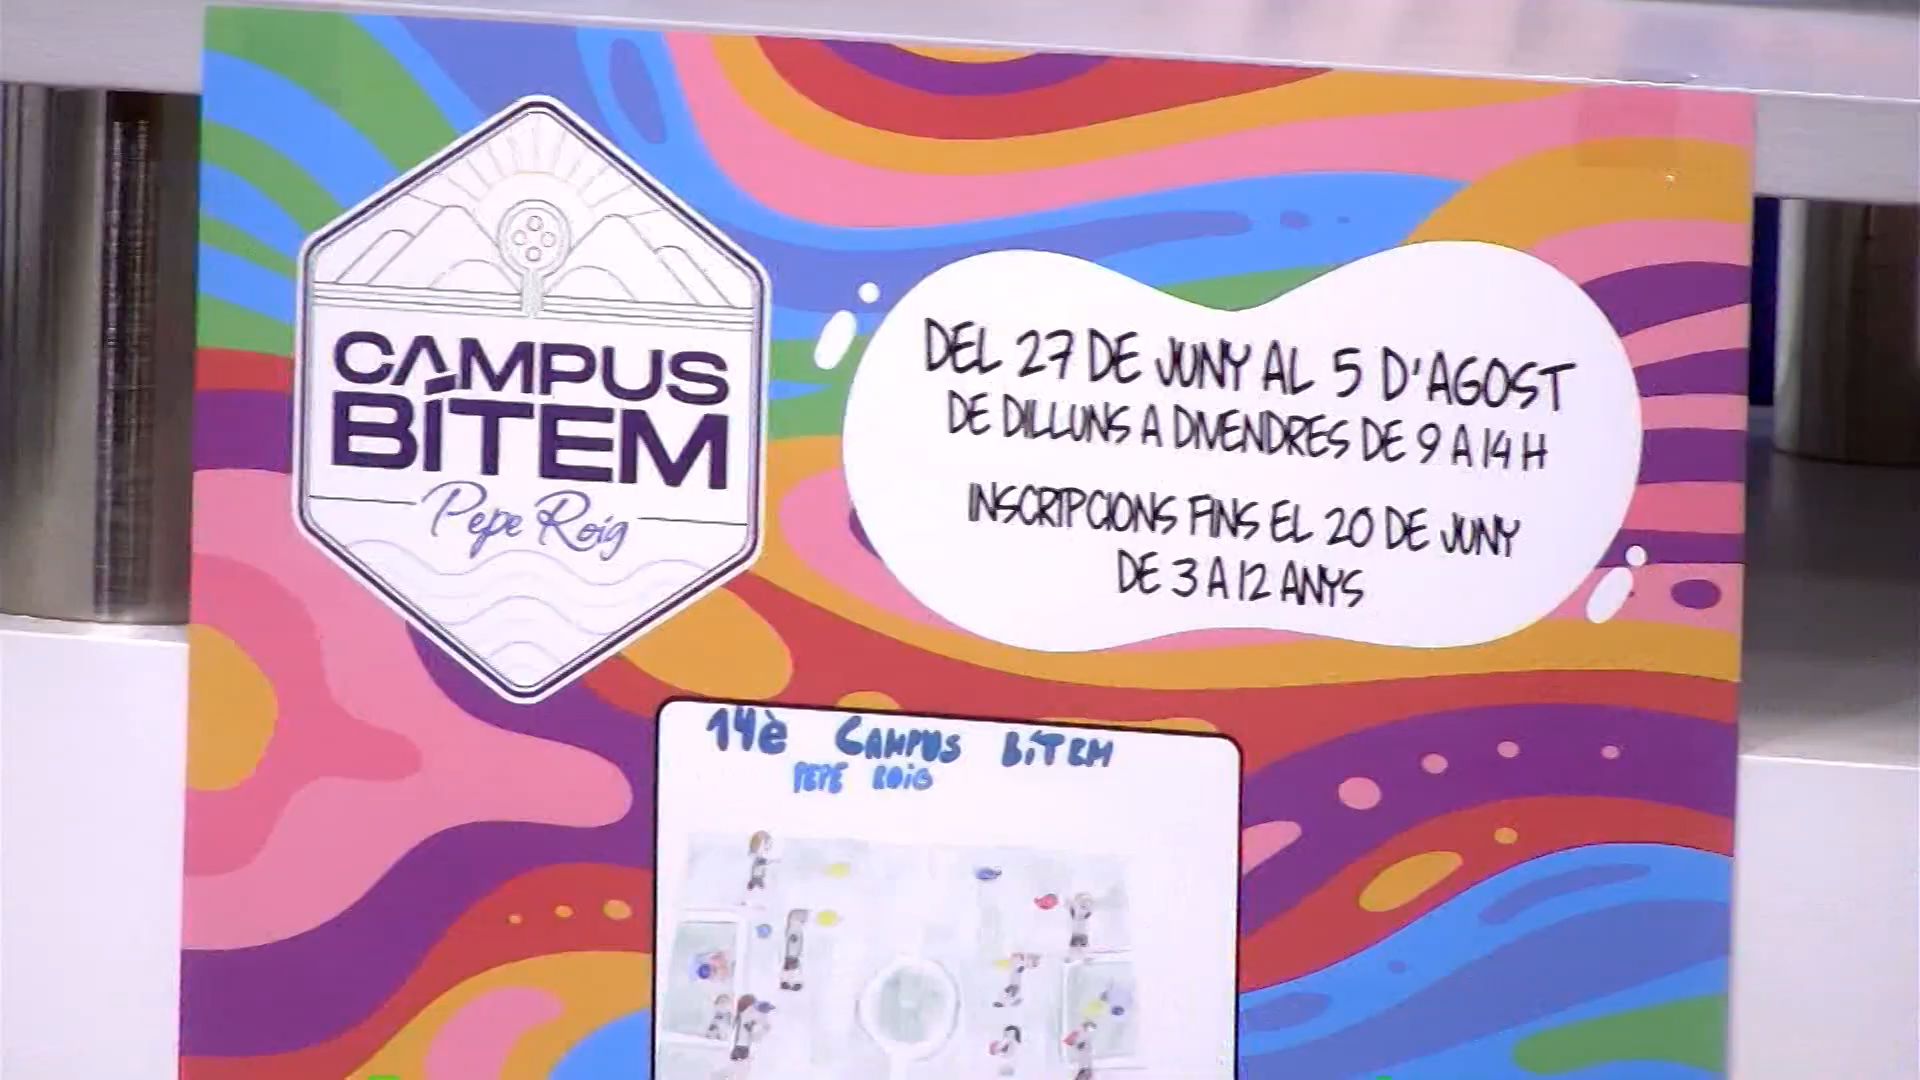 CAMPUS
BÍTEM
Pepe Roig
DEL 27 DE JUNY AL 5 D'AGOST
DE DILLUNS A DIVENDRES DE 9 A 14 H
INSCRIPCIONS FINS EL 20 DE JUNY
DE 3 A 12 ANYS
14è CAMPUS BÍTEM
PEPE ROIG